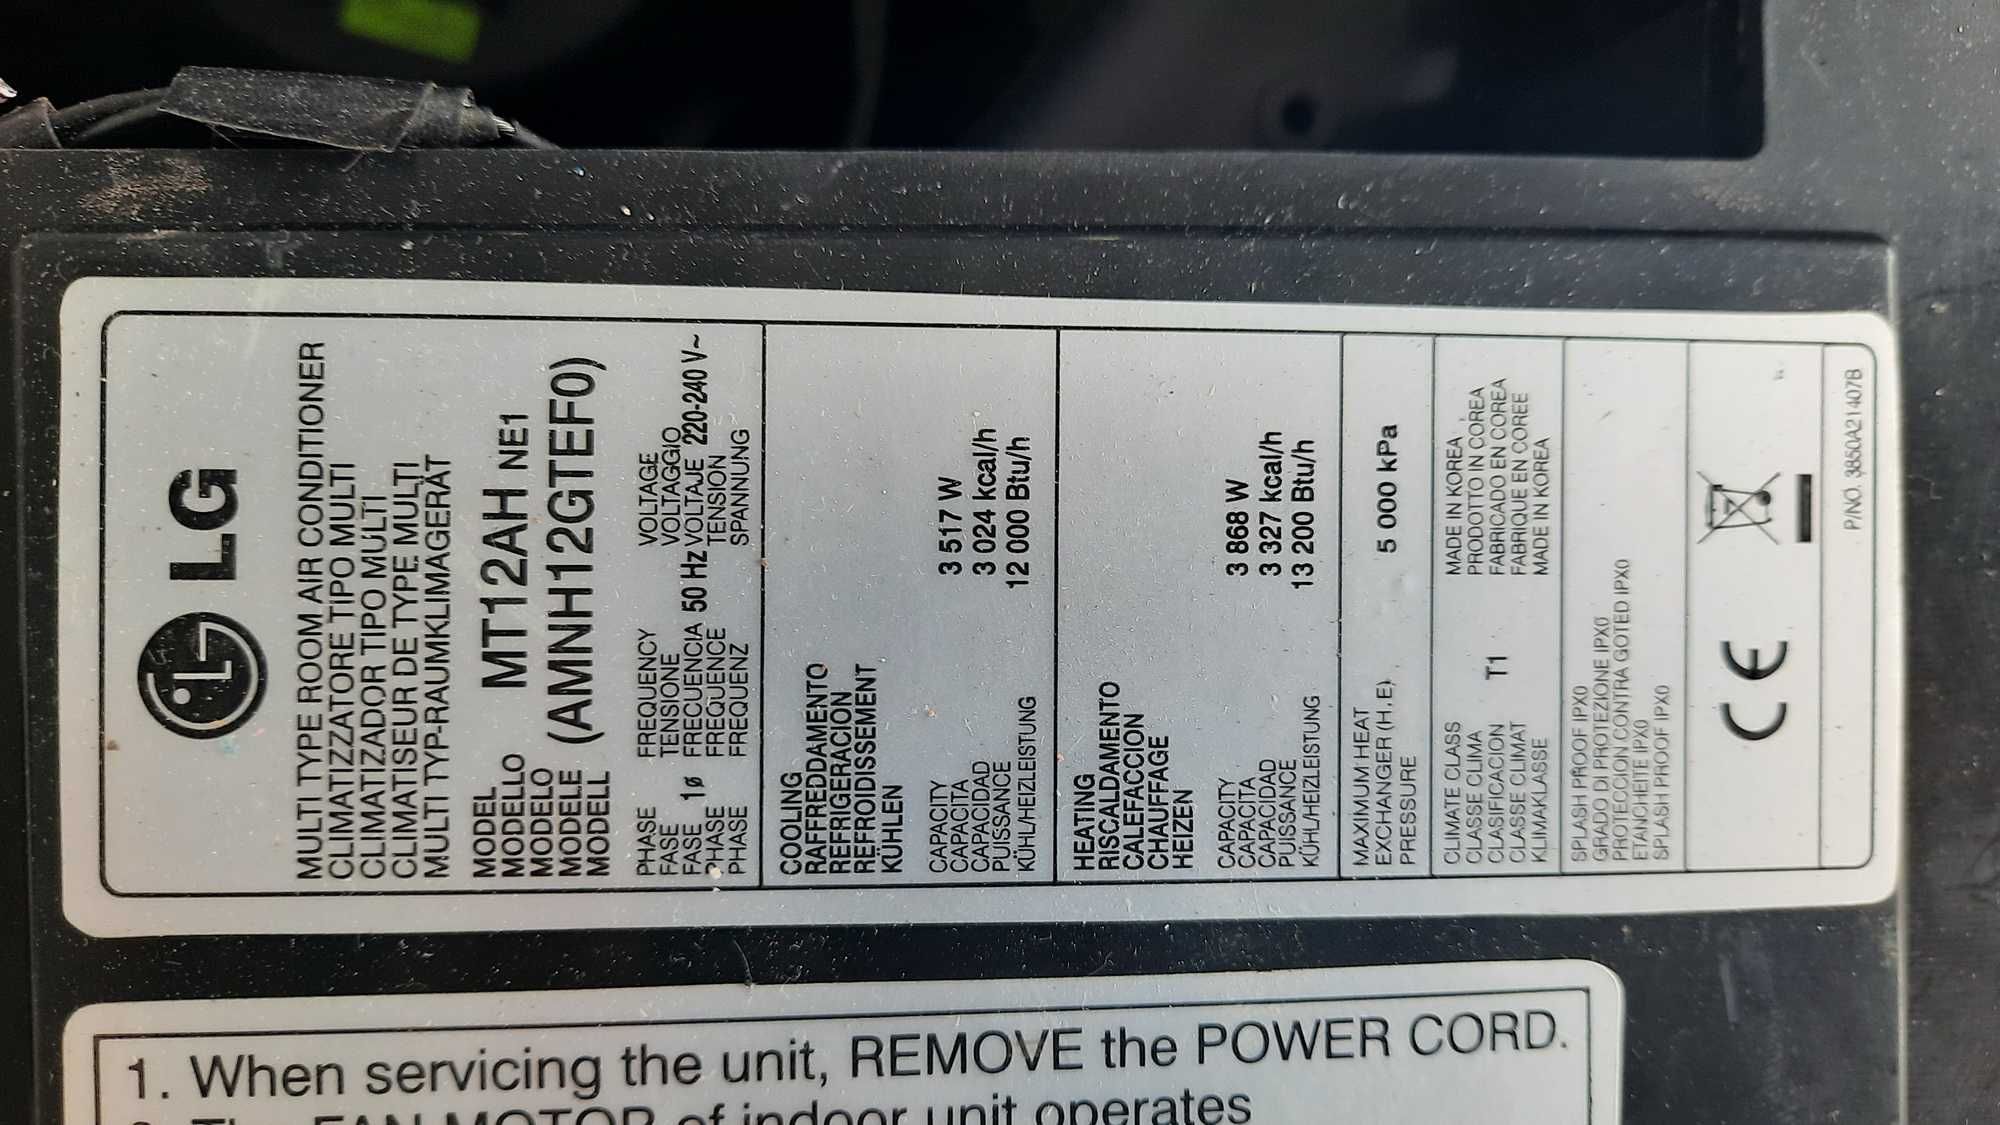 LG
MULTI TYPE ROOM AIR CONDITIONER
CLIMATIZZATORE TIPO MULTI
CLIMATIZADOR TIPO MULTI
CLIMATISEUR DE TYPE MULTI
MULTI TYP-RAUMKLIMAGERÄT
MODEL
MODELLO
MODELO
MODELE
MODELL
MT12AH NE1
(AMNH12GTEF0)
PHASE
FASE
FASE
PHASE
PHASE
1ø
FREQUENCY
TENSIONE
FRECUENCIA
FREQUENCE
FREQUENZ
50 Hz
VOLTAGE
VOLTAGGIO
VOLTAJE
TENSION
SPANNUNG
220-240 V~
COOLING
RAFFREDDAMENTO
REFRIGERACION
REFROIDISSEMENT
KÜHLEN
CAPACITY
CAPACITA
CAPACIDAD
PUISSANCE
KÜHL/HEIZLEISTUNG
3 517 W
3 024 kcal/h
12 000 Btu/h
HEATING
RISCALDAMENTO
CALEFACCION
CHAUFFAGE
HEIZEN
CAPACITY
CAPACITA
CAPACIDAD
PUISSANCE
KÜHL/HEIZLEISTUNG
3 868 W
3 327 kcal/h
13 200 Btu/h
MAXIMUM HEAT
EXCHANGER (H.E)
PRESSURE
5 000 kPa
CLIMATE CLASS
CLASSE CLIMA
CLASIFICACION
CLASSE CLIMAT
KLIMAKLASSE
T1
MADE IN KOREA
PRODOTTO IN COREA
FABRICADO EN COREA
FABRIQUE EN COREE
MADE IN KOREA
SPLASH PROOF IPX0
GRADO DI PROTEZIONE IPX0
PROTECCION CONTRA GOTED IPX0
ETANCHEITE IPX0
SPLASH PROOF IPX0
CE
P/NO. 3850A21407B
1. When servicing the unit, REMOVE the POWER CORD.
FAN MOTOR of indoor unit operates